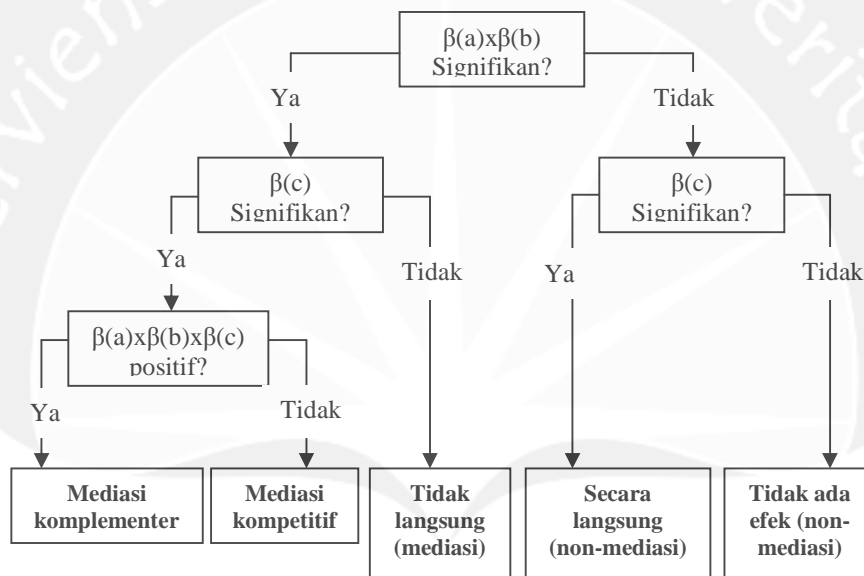 β(a)xβ(b)
Signifikan?
Ya
Tidak
β(c)
Signifikan?
β(c)
Signifikan?
Ya
Tidak
Ya
Tidak
β(a)xβ(b)xβ(c)
positif?
Ya
Tidak
Mediasi
komplementer
Mediasi
kompetitif
Tidak
langsung
(mediasi)
Secara
langsung
(non-mediasi)
Tidak ada
efek (non-
mediasi)